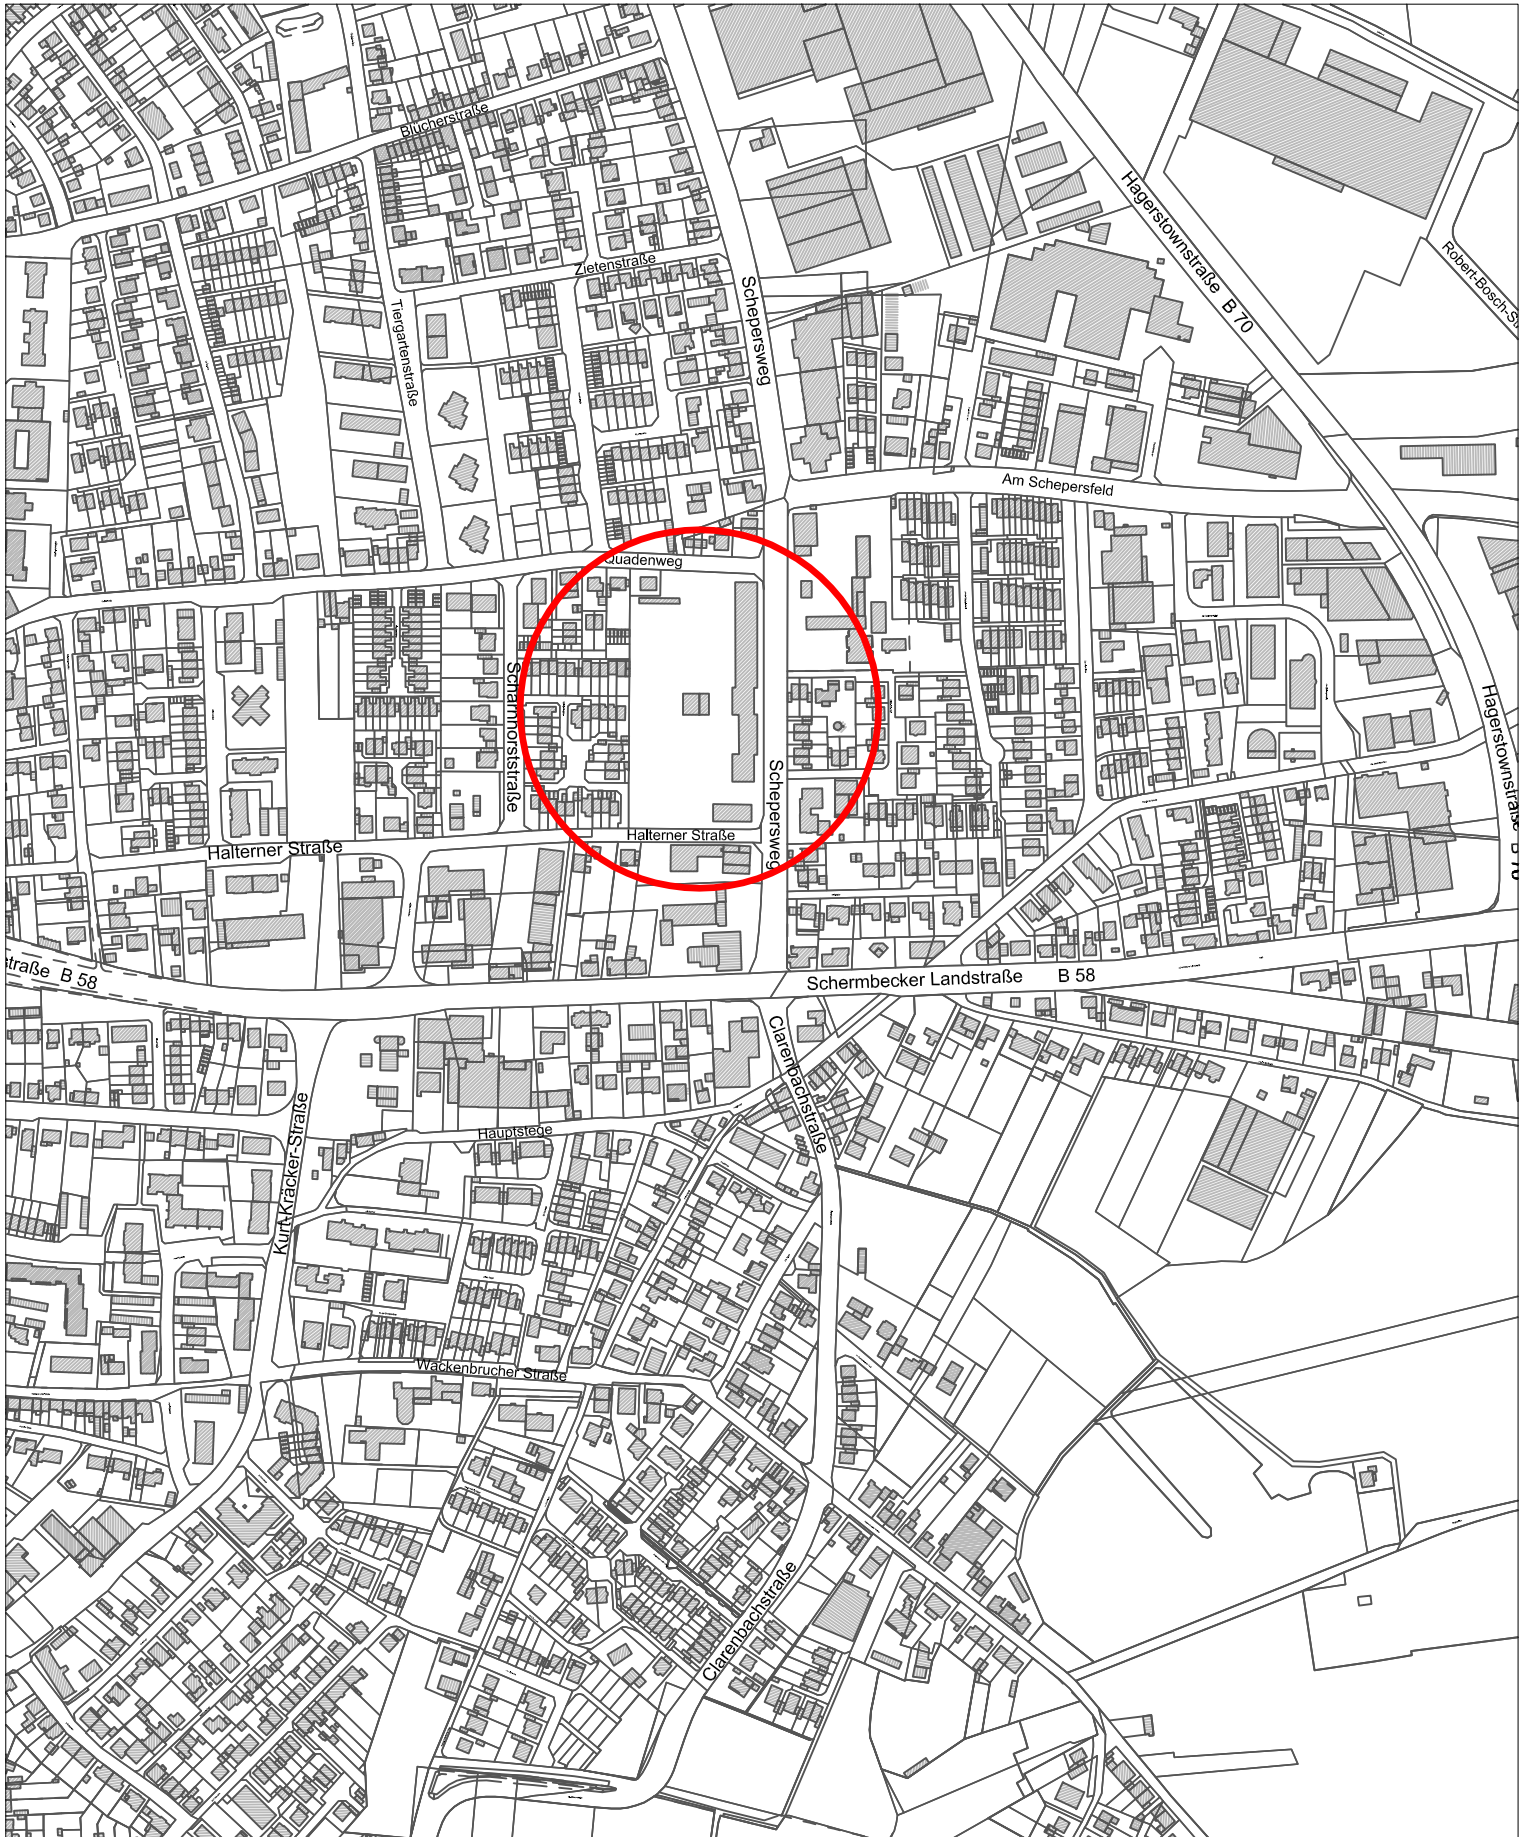 Blücherstraße
Hagerstownstraße B 70
Robert-Bosch-St
Zietenstraße
Schepersweg
Tiergartenstraße
Am Schepersfeld
Quadenweg
Scharnhorststraße
Hagerstownstraße B 70
Schepersweg
Halterner Straße
Halterner Straße
traße B 58
Schermbecker Landstraße B 58
Clarenbachstraße
Kurt-Kräcker-Straße
Hauptstege
Wackenbrucher Straße
Clarenbachstraße